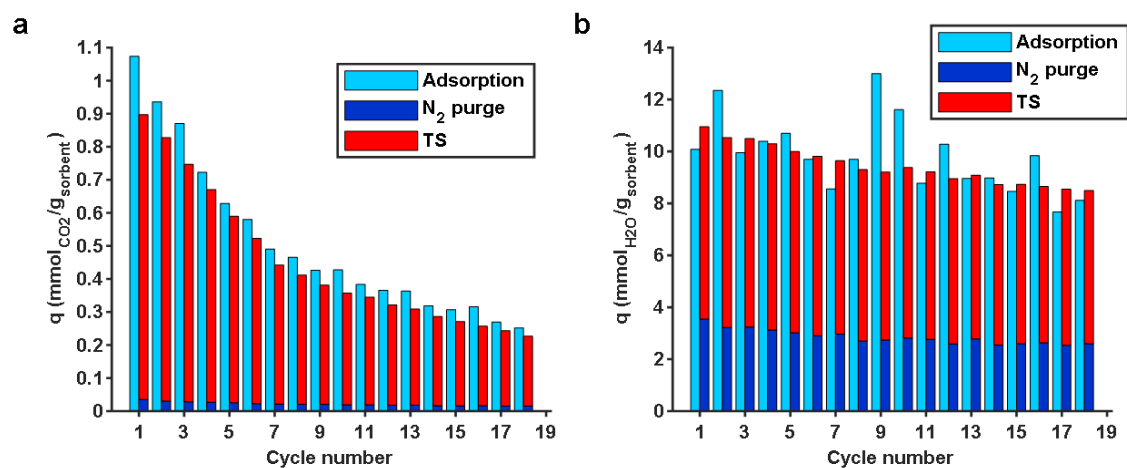 a
1.1
1
0.9
0.8
0.7
0.6
0.5
0.4
0.3
0.2
0.1
0
q (mmolCO2/gsorbent)
Adsorption
N2 purge
TS
1 3 5 7 9 11 13 15 17 19
Cycle number
b
14
12
10
8
6
4
2
0
q (mmolH2O/gsorbent)
Adsorption
N2 purge
TS
1 3 5 7 9 11 13 15 17 19
Cycle number